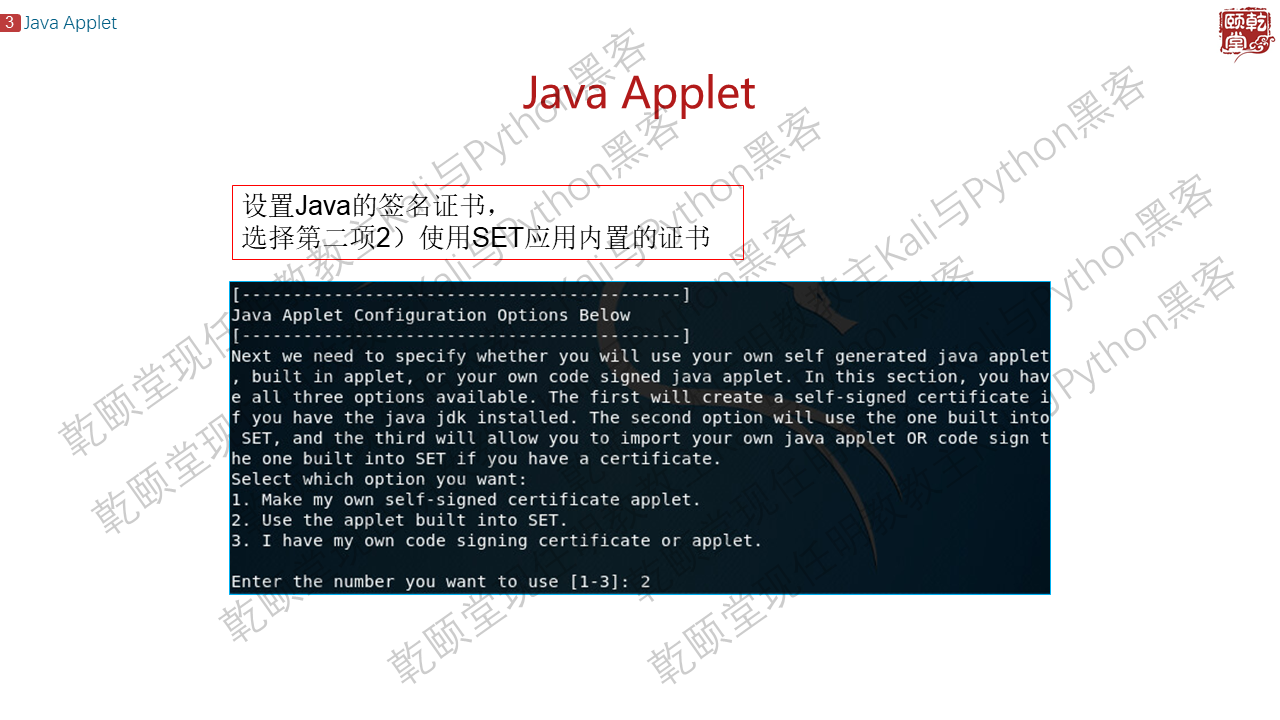 3 Java Applet
颐乾堂
Java Applet
设置Java的签名证书，
选择第二项2）使用SET应用内置的证书
[-------------------------------------------]
Java Applet Configuration Options Below
[-------------------------------------------]
Next we need to specify whether you will use your own self generated java applet
, built in applet, or your own code signed java applet. In this section, you hav
e all three options available. The first will create a self-signed certificate i
f you have the java jdk installed. The second option will use the one built into
 SET, and the third will allow you to import your own java applet OR code sign t
he one built into SET if you have a certificate.
Select which option you want:
1. Make my own self-signed certificate applet.
2. Use the applet built into SET.
3. I have my own code signing certificate or applet.
Enter the number you want to use [1-3]: 2
乾颐堂现任明教教主Kali与Python黑客
乾颐堂现任明教教主Kali与Python黑客
乾颐堂现任明教教主Kali与Python黑客
乾颐堂现任明教教主Kali与Python黑客
乾颐堂现任明教教主Kali与Python黑客
乾颐堂现任明教教主Kali与Python黑客